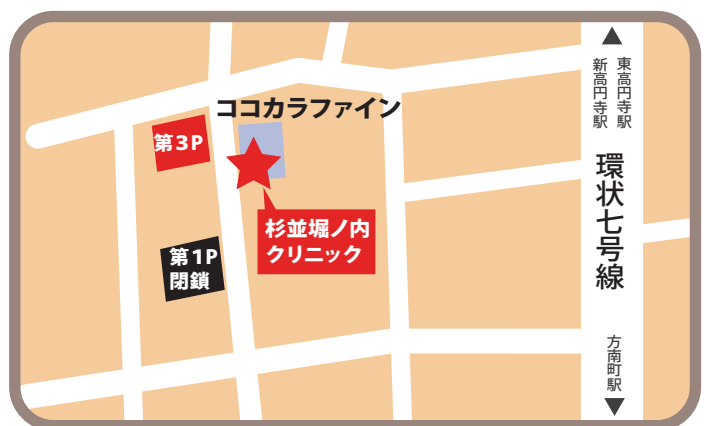 ココカラファイン
第3P
杉並堀ノ内
クリニック
第1P
閉鎖
▲
東高円寺駅
新高円寺駅
環状七号線
方南町駅
▼